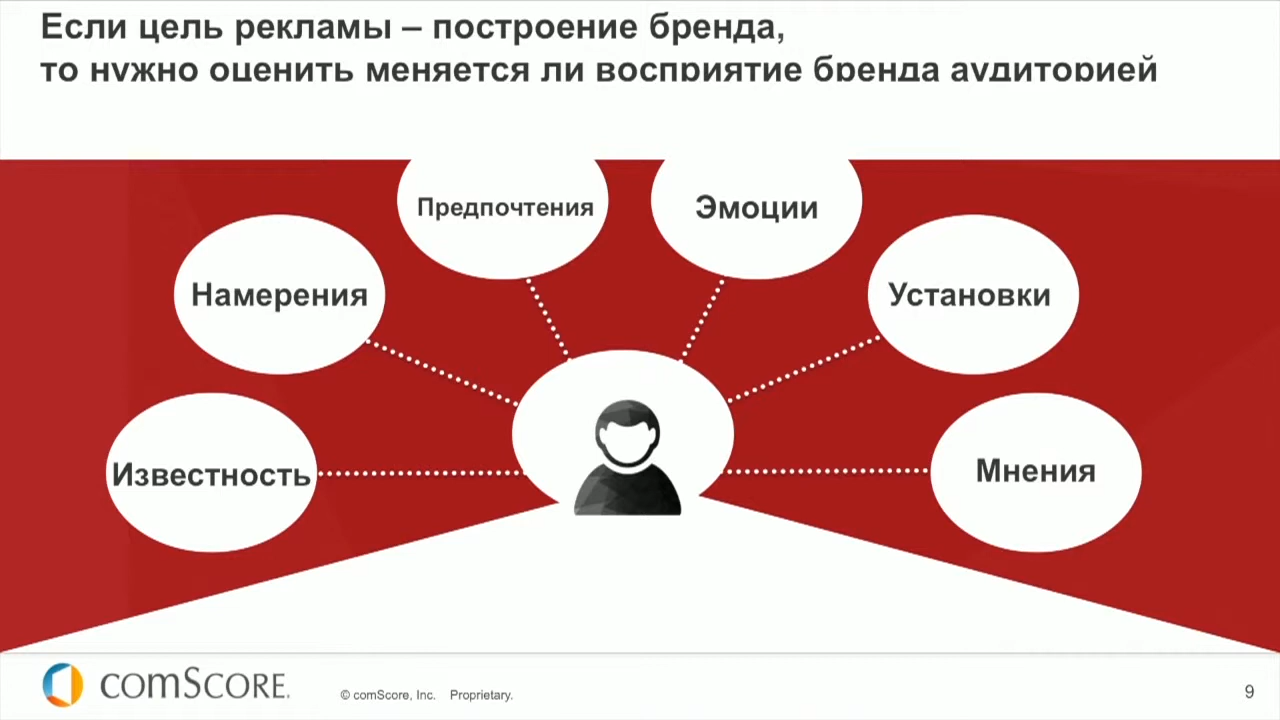 Если цель рекламы – построение бренда,
то нужно оценить меняется ли восприятие бренда аудиторией
Предпочтения
Эмоции
Намерения
Установки
Известность
Мнения
comScore.
© comScore, Inc. Proprietary.
9